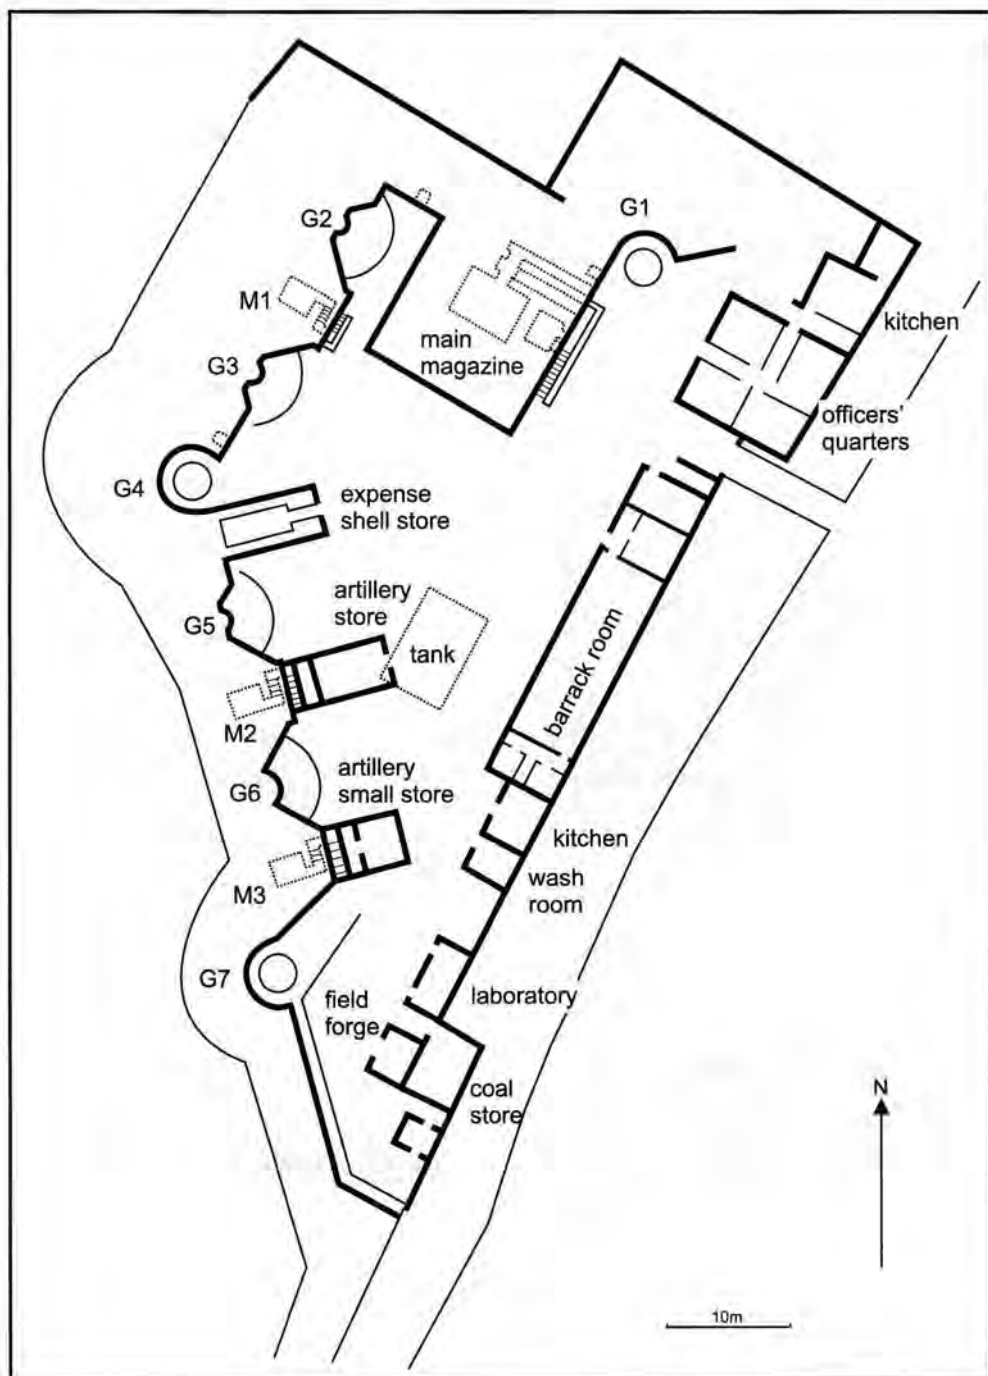 G1
G2
M1
main
magazine
kitchen
G3
officers'
quarters
G4
expense
shell store
artillery
store
G5
tank
barrack room
M2
artillery
small store
G6
kitchen
wash
room
M3
G7
field
forge
laboratory
coal
store
N
10m